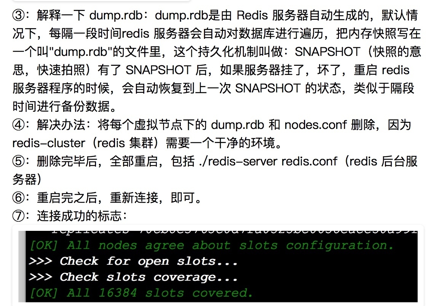 ③：解释一下 dump.rdb：dump.rdb是由 Redis 服务器自动生成的，默认情
况下，每隔一段时间redis 服务器会自动对数据库进行遍历，把内存快照写在
一个叫"dump.rdb"的文件里，这个持久化机制叫做：SNAPSHOT（快照的意
思，快速拍照）有了 SNAPSHOT 后，如果服务器挂了，坏了，重启 redis
服务器程序的时候，会自动恢复到上一次 SNAPSHOT 的状态，类似于隔段
时间进行备份数据。
④：解决办法：将每个虚拟节点下的 dump.rdb 和 nodes.conf 删除，因为
redis-cluster（redis 集群）需要一个干净的环境。
⑤：删除完毕后，全部重启，包括 ./redis-server redis.conf（redis 后台服
务器）
⑥：重启完之后，重新连接，即可。
⑦：连接成功的标志：
[OK] All nodes agree about slots configuration.
>>> Check for open slots...
>>> Check slots coverage...
[OK] All 16384 slots covered.